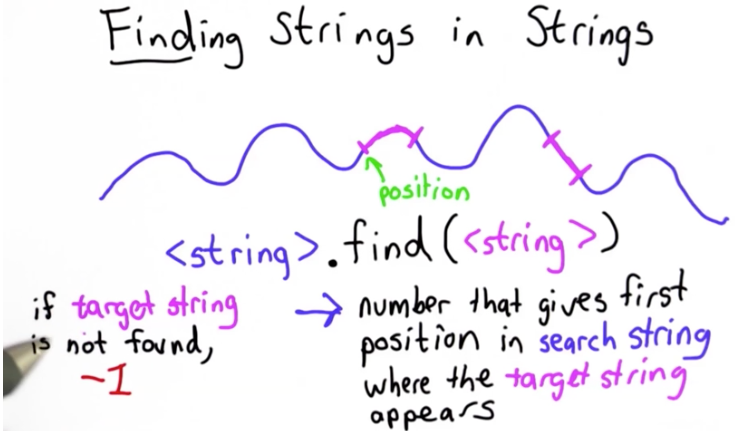 Finding Strings in Strings
position
<string>.find(<string>)
if target string
is not found,
-1
→ number that gives first
position in search string
where the target string
appears